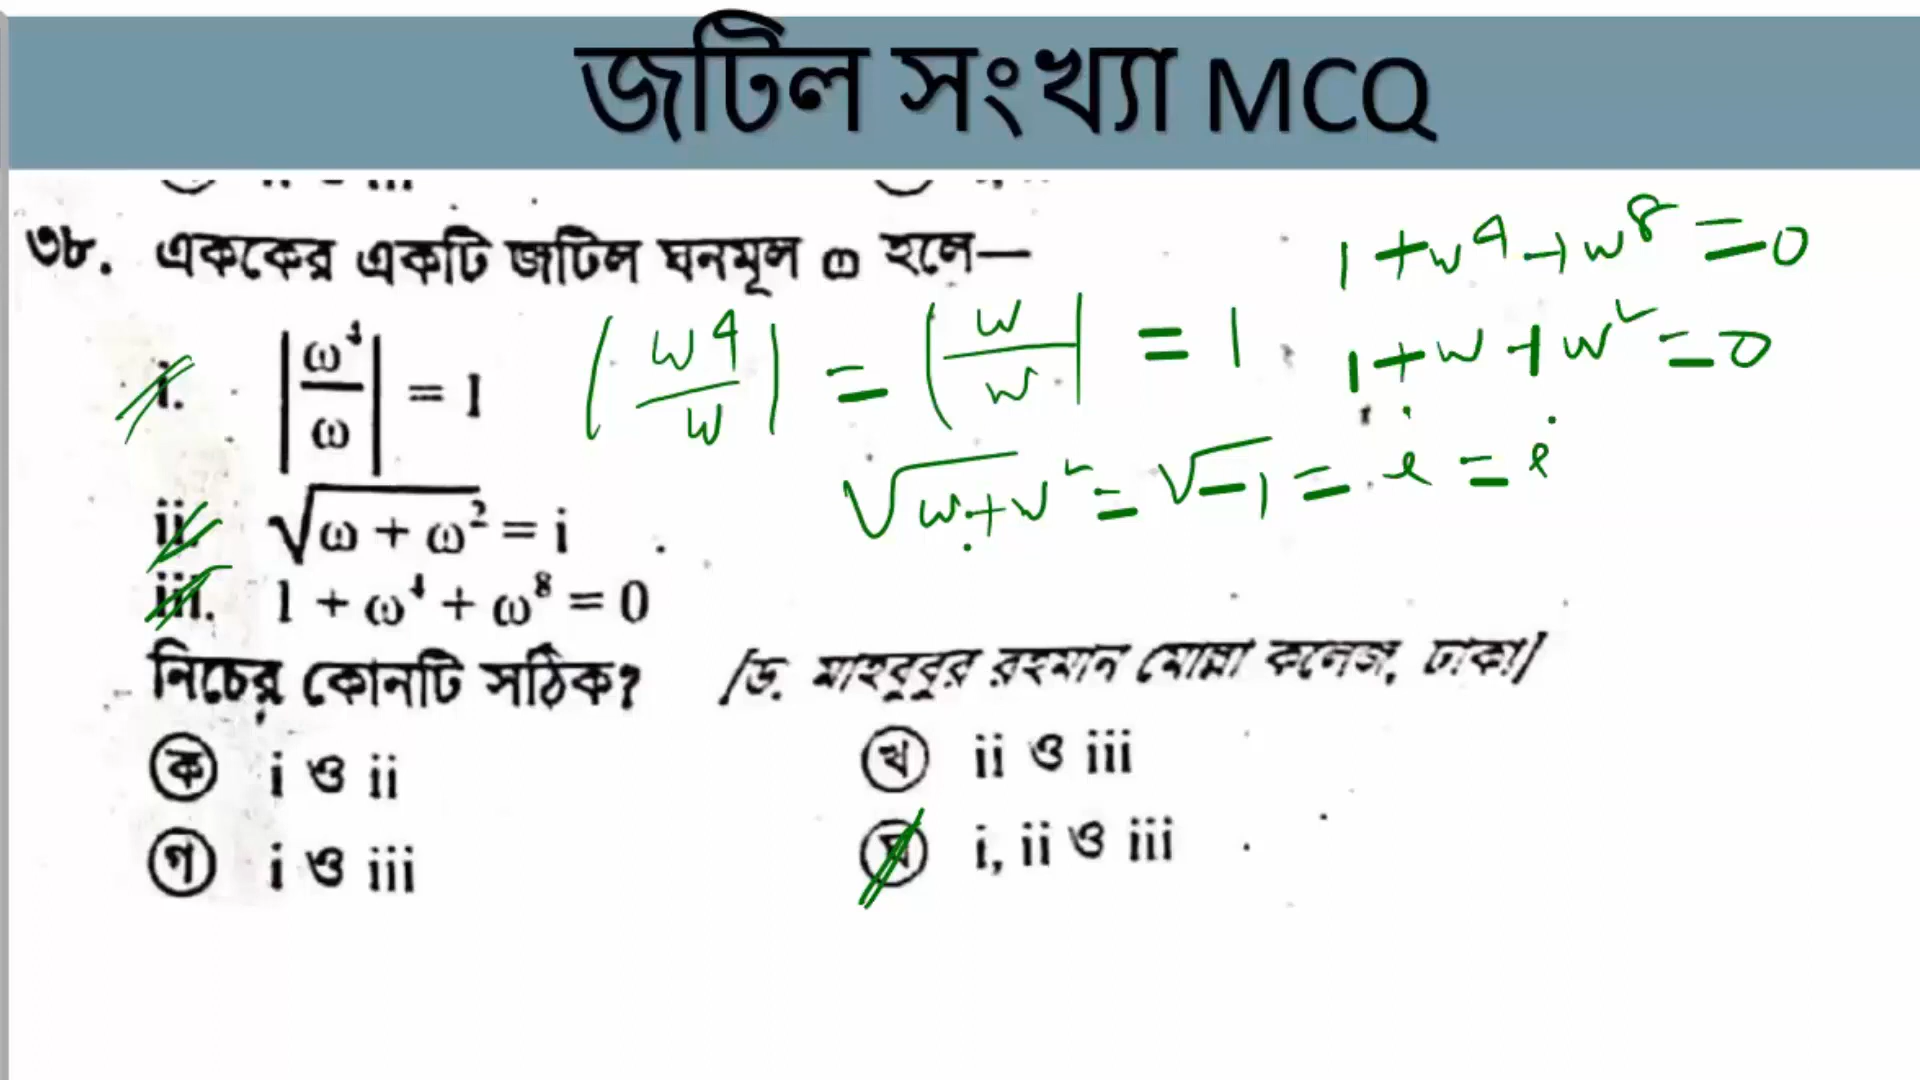 জটিল সংখ্যা MCQ
৩৮. এককের একটি জটিল ঘনমূল ω হলে—
i. |ω⁴/ω| = 1
|w4/w| = |w/w| = 1
1 + w4 + w8 = 0
1 + w + w² = 0
ii. √(ω + ω²) = i
√(w + w²) = √-1 = i = i
iii. 1 + ω⁴ + ω⁸ = 0
নিচের কোনটি সঠিক? [ড. মাহবুবুর রহমান মোল্লা কলেজ, ঢাকা]
ক i ও ii
খ ii ও iii
গ i ও iii
ঘ i, ii ও iii